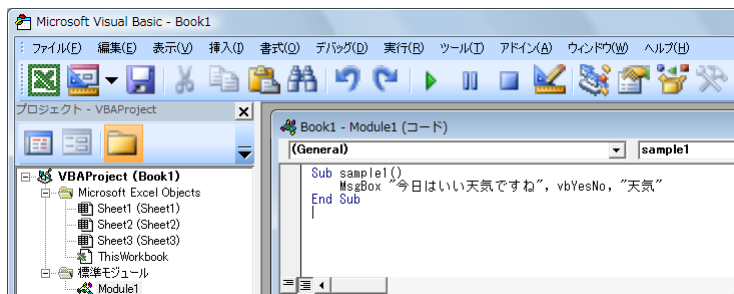 Microsoft Visual Basic - Book1
ファイル(F) 編集(E) 表示(V) 挿入(I) 書式(O) デバッグ(D) 実行(R) ツール(T) アドイン(A) ウィンドウ(W) ヘルプ(H)
プロジェクト - VBAProject
VBAProject (Book1)
Microsoft Excel Objects
Sheet1 (Sheet1)
Sheet2 (Sheet2)
Sheet3 (Sheet3)
ThisWorkbook
標準モジュール
Module1
Book1 - Module1 (コード)
(General) sample1
Sub sample1()
MsgBox "今日はいい天気ですね", vbYesNo, "天気"
End Sub